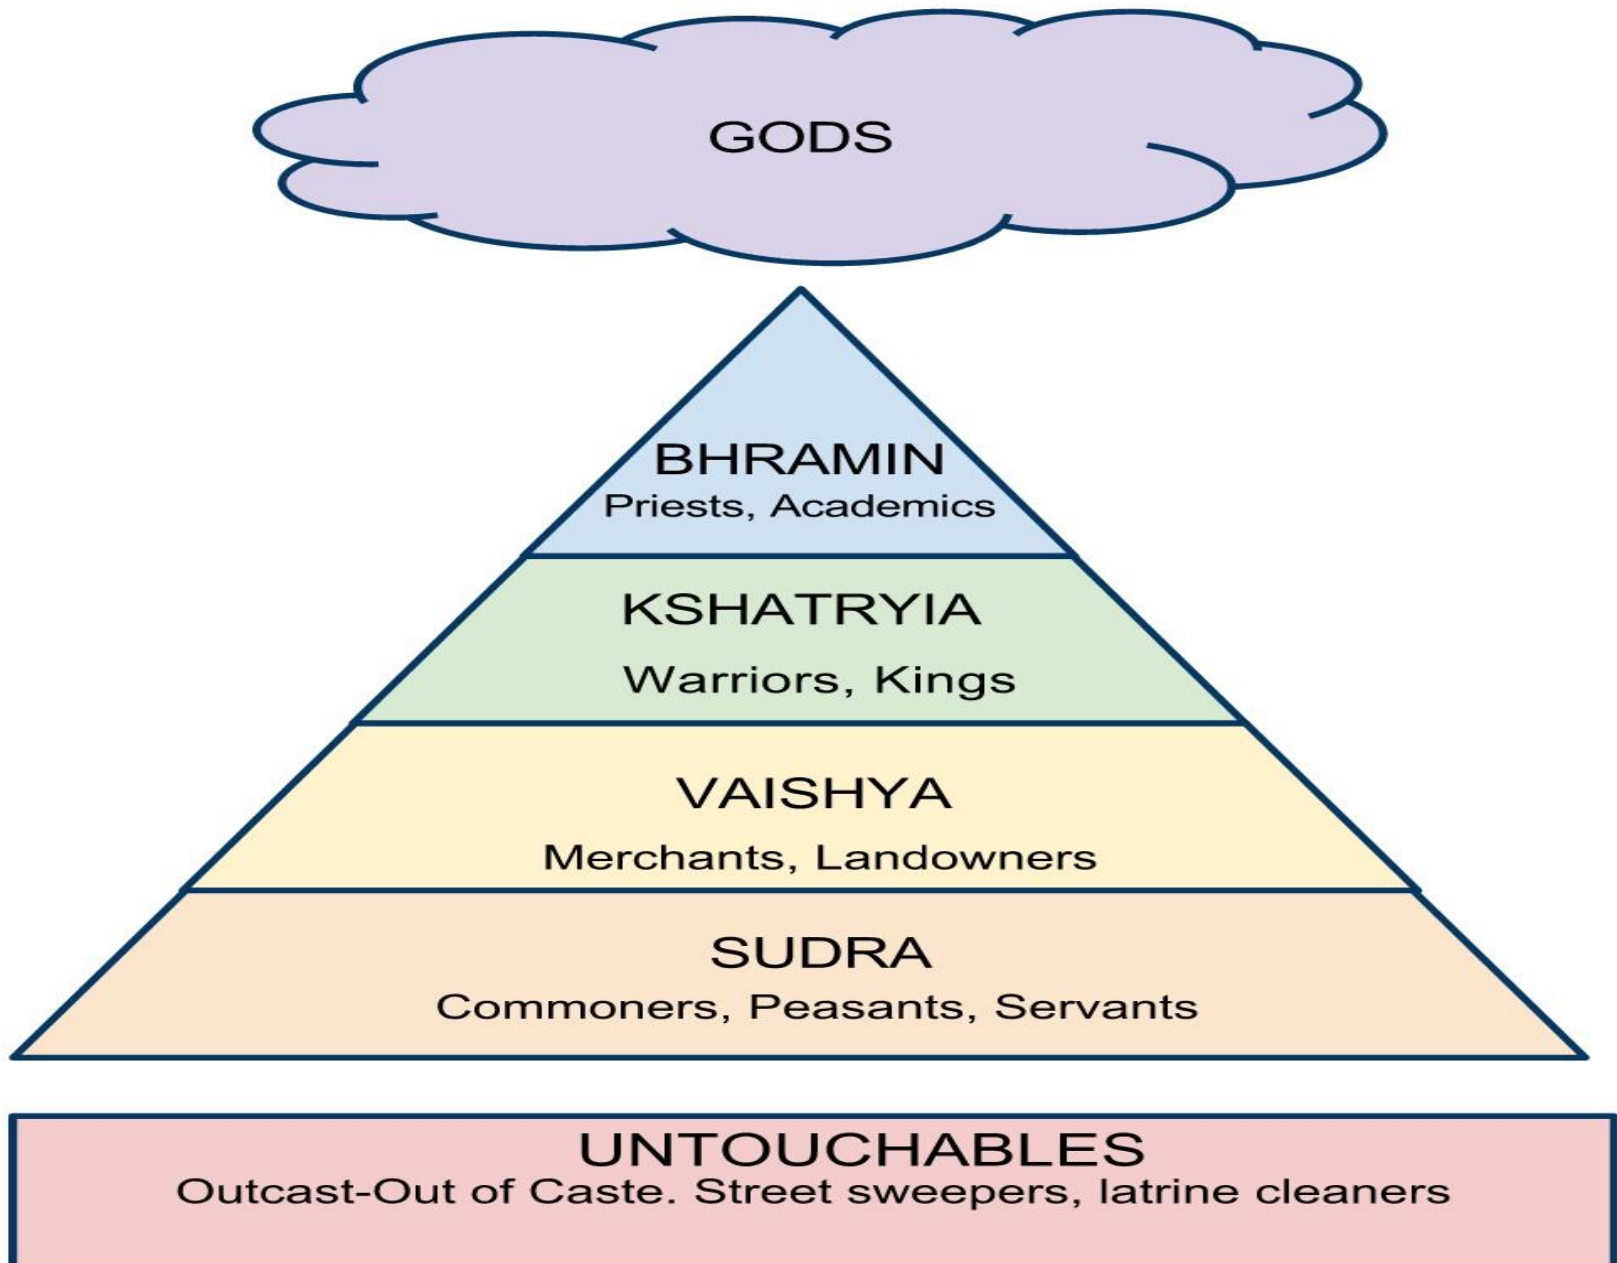 GODS
BHRAMIN
Priests, Academics
KSHATRYIA
Warriors, Kings
VAISHYA
Merchants, Landowners
SUDRA
Commoners, Peasants, Servants
UNTOUCHABLES
Outcast-Out of Caste. Street sweepers, latrine cleaners